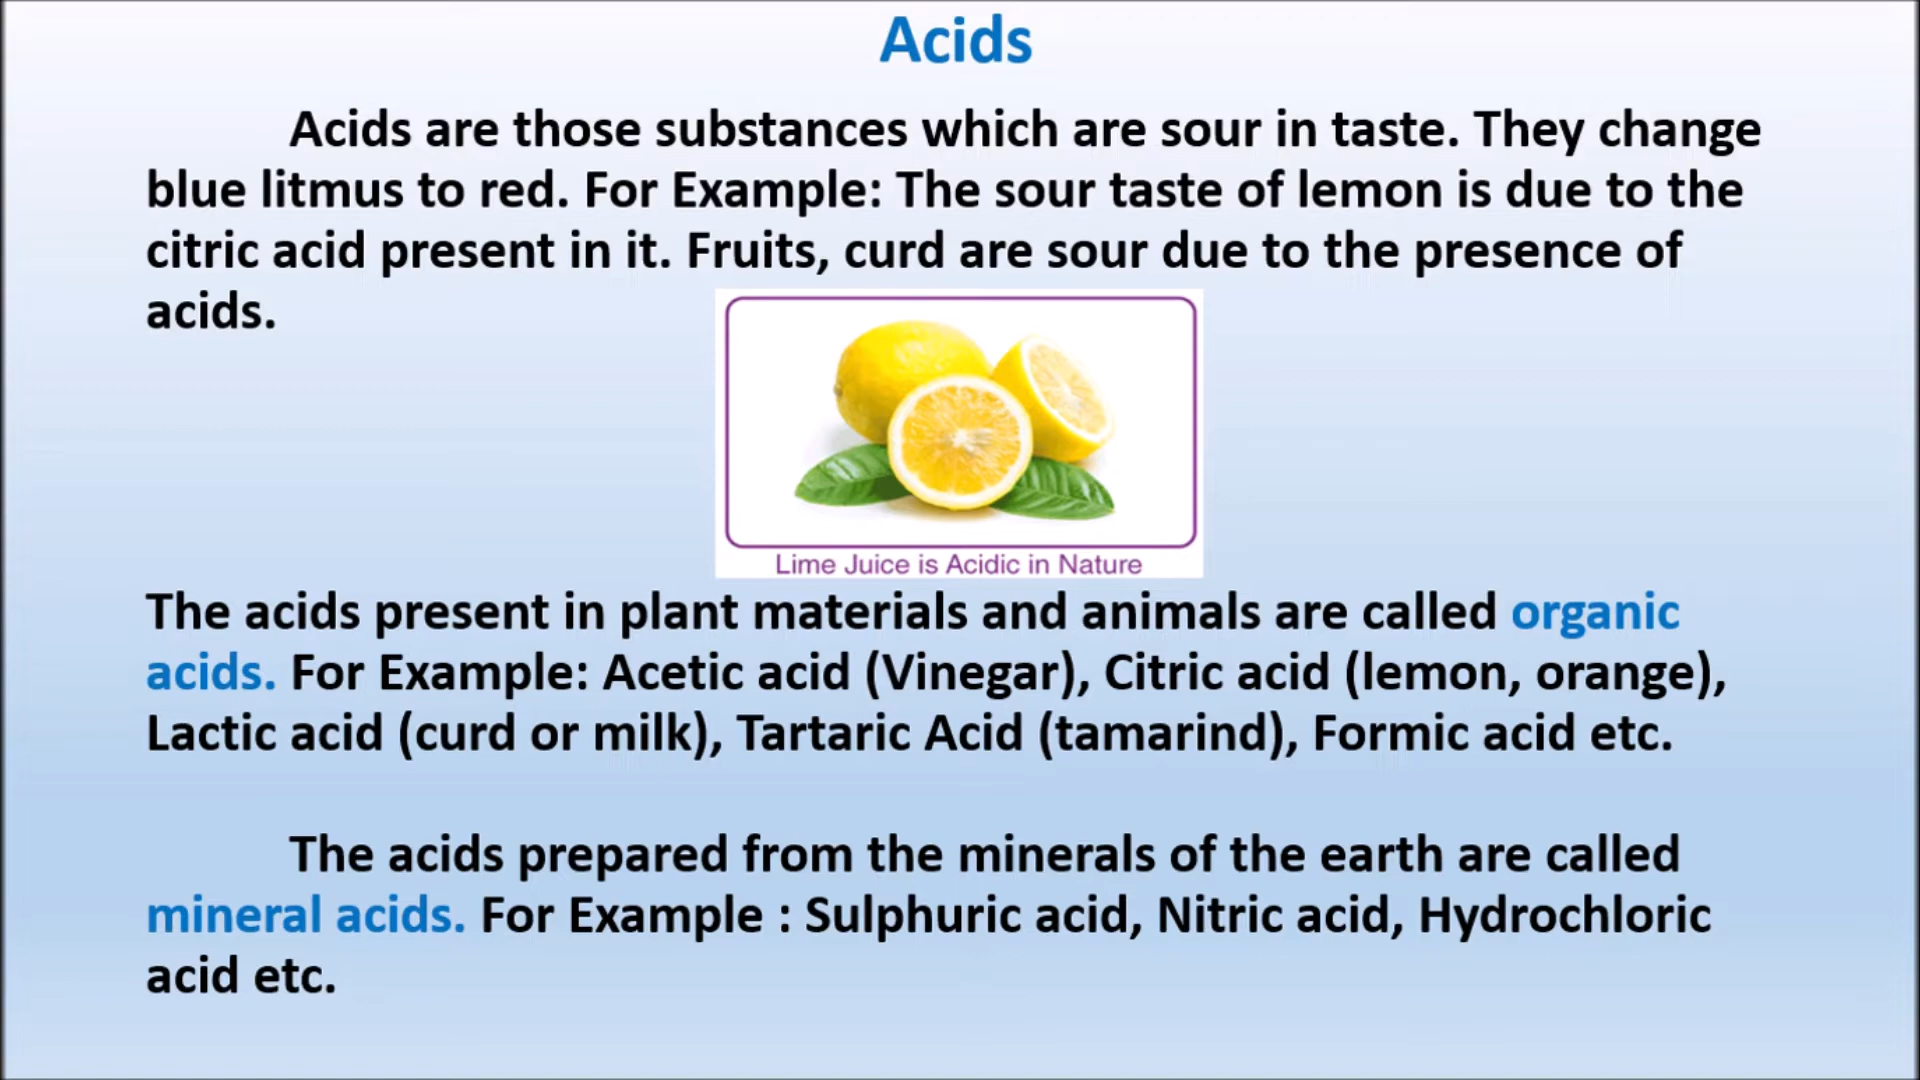 Acids
Acids are those substances which are sour in taste. They change
blue litmus to red. For Example: The sour taste of lemon is due to the
citric acid present in it. Fruits, curd are sour due to the presence of
acids.
Lime Juice is Acidic in Nature
The acids present in plant materials and animals are called organic
acids. For Example: Acetic acid (Vinegar), Citric acid (lemon, orange),
Lactic acid (curd or milk), Tartaric Acid (tamarind), Formic acid etc.
The acids prepared from the minerals of the earth are called
mineral acids. For Example : Sulphuric acid, Nitric acid, Hydrochloric
acid etc.